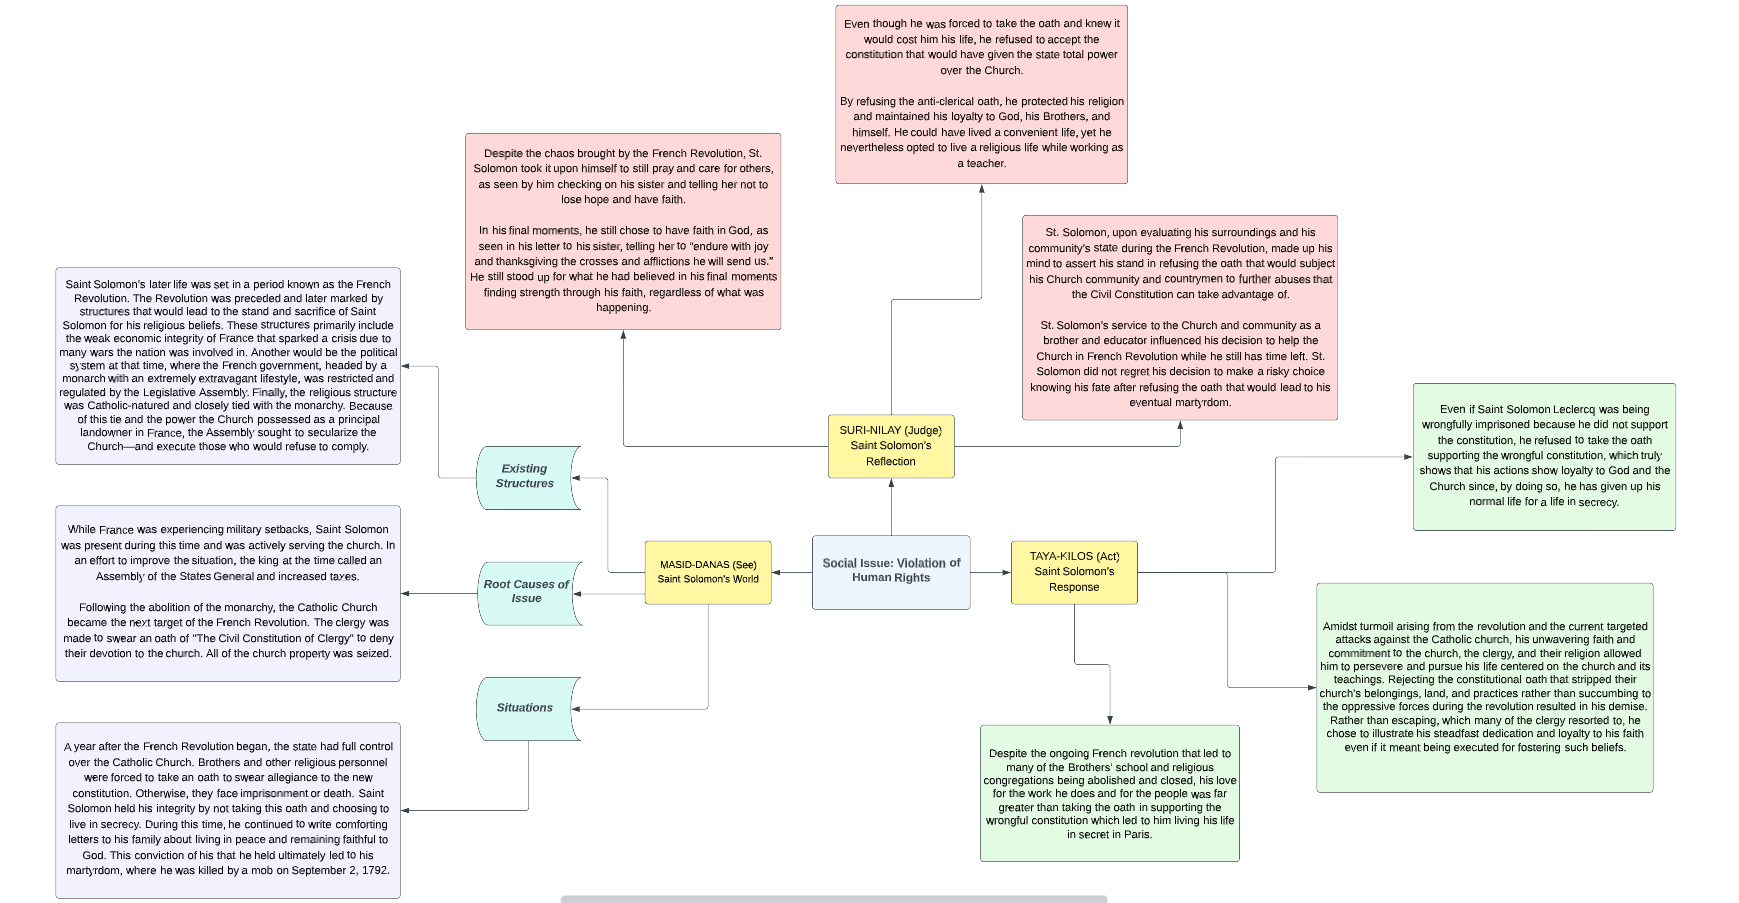 Even though he was forced to take the oath and knew it
would cost him his life, he refused to accept the
constitution that would have given the state total power
over the Church.
By refusing the anti-clerical oath, he protected his religion
and maintained his loyalty to God, his Brothers, and
himself. He could have lived a convenient life, yet he
nevertheless opted to live a religious life while working as
a teacher.
Despite the chaos brought by the French Revolution, St.
Solomon took it upon himself to still pray and care for others,
as seen by him checking on his sister and telling her not to
lose hope and have faith.
In his final moments, he still chose to have faith in God, as
seen in his letter to his sister, telling her to “endure with joy
and thanksgiving the crosses and afflictions he will send us.”
He still stood up for what he had believed in his final moments
finding strength through his faith, regardless of what was
happening.
St. Solomon, upon evaluating his surroundings and his
community's state during the French Revolution, made up his
mind to assert his stand in refusing the oath that would subject
his Church community and countrymen to further abuses that
the Civil Constitution can take advantage of.
St. Solomon's service to the Church and community as a
brother and educator influenced his decision to help the
Church in French Revolution while he still has time left. St.
Solomon did not regret his decision to make a risky choice
knowing his fate after refusing the oath that would lead to his
eventual martyrdom.
Saint Solomon's later life was set in a period known as the French
Revolution. The Revolution was preceded and later marked by
structures that would lead to the stand and sacrifice of Saint
Solomon for his religious beliefs. These structures primarily include
the weak economic integrity of France that sparked a crisis due to
many wars the nation was involved in. Another would be the political
system at that time, where the French government, headed by a
monarch with an extremely extravagant lifestyle, was restricted and
regulated by the Legislative Assembly. Finally, the religious structure
was Catholic-natured and closely tied with the monarchy. Because
of this tie and the power the Church possessed as a principal
landowner in France, the Assembly sought to secularize the
Church—and execute those who would refuse to comply.
SURI-NILAY (Judge)
Saint Solomon's
Reflection
Existing
Structures
Even if Saint Solomon Leclercq was being
wrongfully imprisoned because he did not support
the constitution, he refused to take the oath
supporting the wrongful constitution, which truly
shows that his actions show loyalty to God and the
Church since, by doing so, he has given up his
normal life for a life in secrecy.
While France was experiencing military setbacks, Saint Solomon
was present during this time and was actively serving the church. In
an effort to improve the situation, the king at the time called an
Assembly of the States General and increased taxes.
Following the abolition of the monarchy, the Catholic Church
became the next target of the French Revolution. The clergy was
made to swear an oath of "The Civil Constitution of Clergy" to deny
their devotion to the church. All of the church property was seized.
Root Causes of
Issue
MASID-DANAS (See)
Saint Solomon's World
Social Issue: Violation of
Human Rights
TAYA-KILOS (Act)
Saint Solomon's
Response
Amidst turmoil arising from the revolution and the current targeted
attacks against the Catholic church, his unwavering faith and
commitment to the church, the clergy, and their religion allowed
him to persevere and pursue his life centered on the church and its
teachings. Rejecting the constitutional oath that stripped their
church's belongings, land, and practices rather than succumbing to
the oppressive forces during the revolution resulted in his demise.
Rather than escaping, which many of the clergy resorted to, he
chose to illustrate his steadfast dedication and loyalty to his faith
even if it meant being executed for fostering such beliefs.
Situations
A year after the French Revolution began, the state had full control
over the Catholic Church. Brothers and other religious personnel
were forced to take an oath to swear allegiance to the new
constitution. Otherwise, they face imprisonment or death. Saint
Solomon held his integrity by not taking this oath and choosing to
live in secrecy. During this time, he continued to write comforting
letters to his family about living in peace and remaining faithful to
God. This conviction of his that he held ultimately led to his
martyrdom, where he was killed by a mob on September 2, 1792.
Despite the ongoing French revolution that led to
many of the Brothers' school and religious
congregations being abolished and closed, his love
for the work he does and for the people was far
greater than taking the oath in supporting the
wrongful constitution which led to him living his life
in secret in Paris.